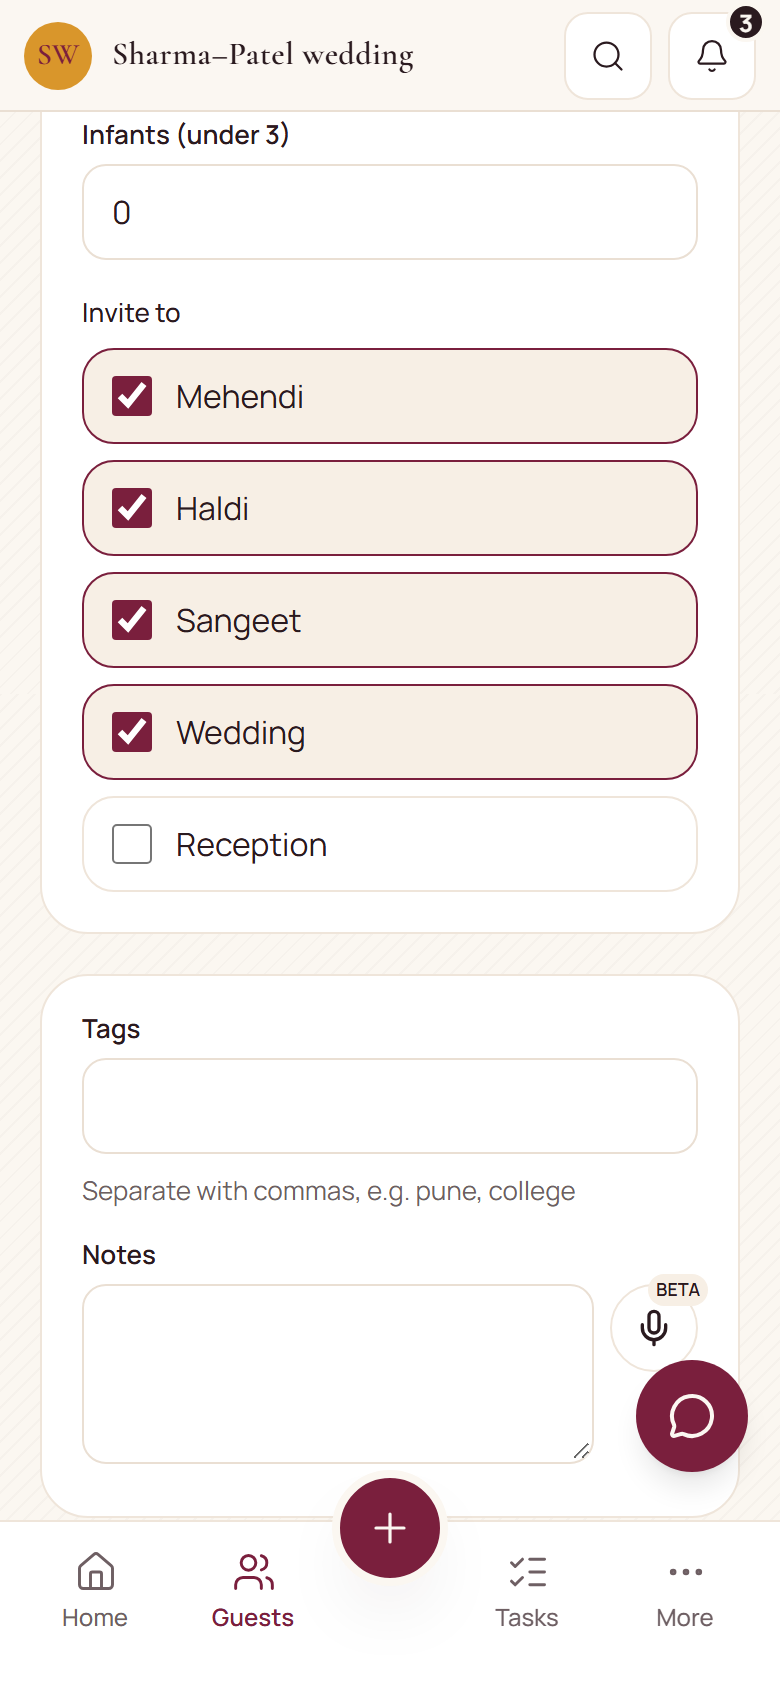 SW
Sharma–Patel wedding
3
Infants (under 3)
0
Invite to
Mehendi
Haldi
Sangeet
Wedding
Reception
Tags
Separate with commas, e.g. pune, college
Notes
BETA
Home
Guests
Tasks
More